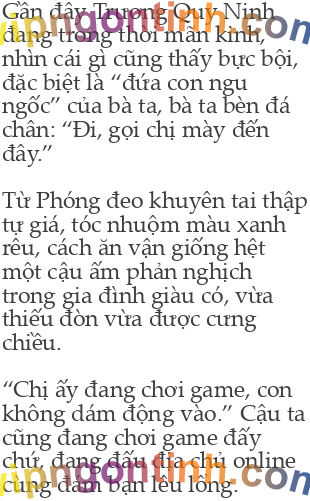 Gần đây Trương Quý Ninh
đang trong thời mãn kinh,
nhìn cái gì cũng thấy bực bội,
đặc biệt là “đứa con ngu
ngốc” của bà ta, bà ta bèn đá
chân: “Đi, gọi chị mày đến
đây.”
Từ Phóng đeo khuyên tai thập
tự giá, tóc nhuộm màu xanh
rêu, cách ăn vận giống hệt
một cậu ấm phản nghịch
trong gia đình giàu có, vừa
thiếu đòn vừa được cưng
chiều.
“Chị ấy đang chơi game, con
không dám động vào.” Cậu ta
cũng đang chơi game đấy
chứ, đang đấu địa chủ online
cùng đám bạn lêu lổng.
vipngontinh.com
vipngontinh.com